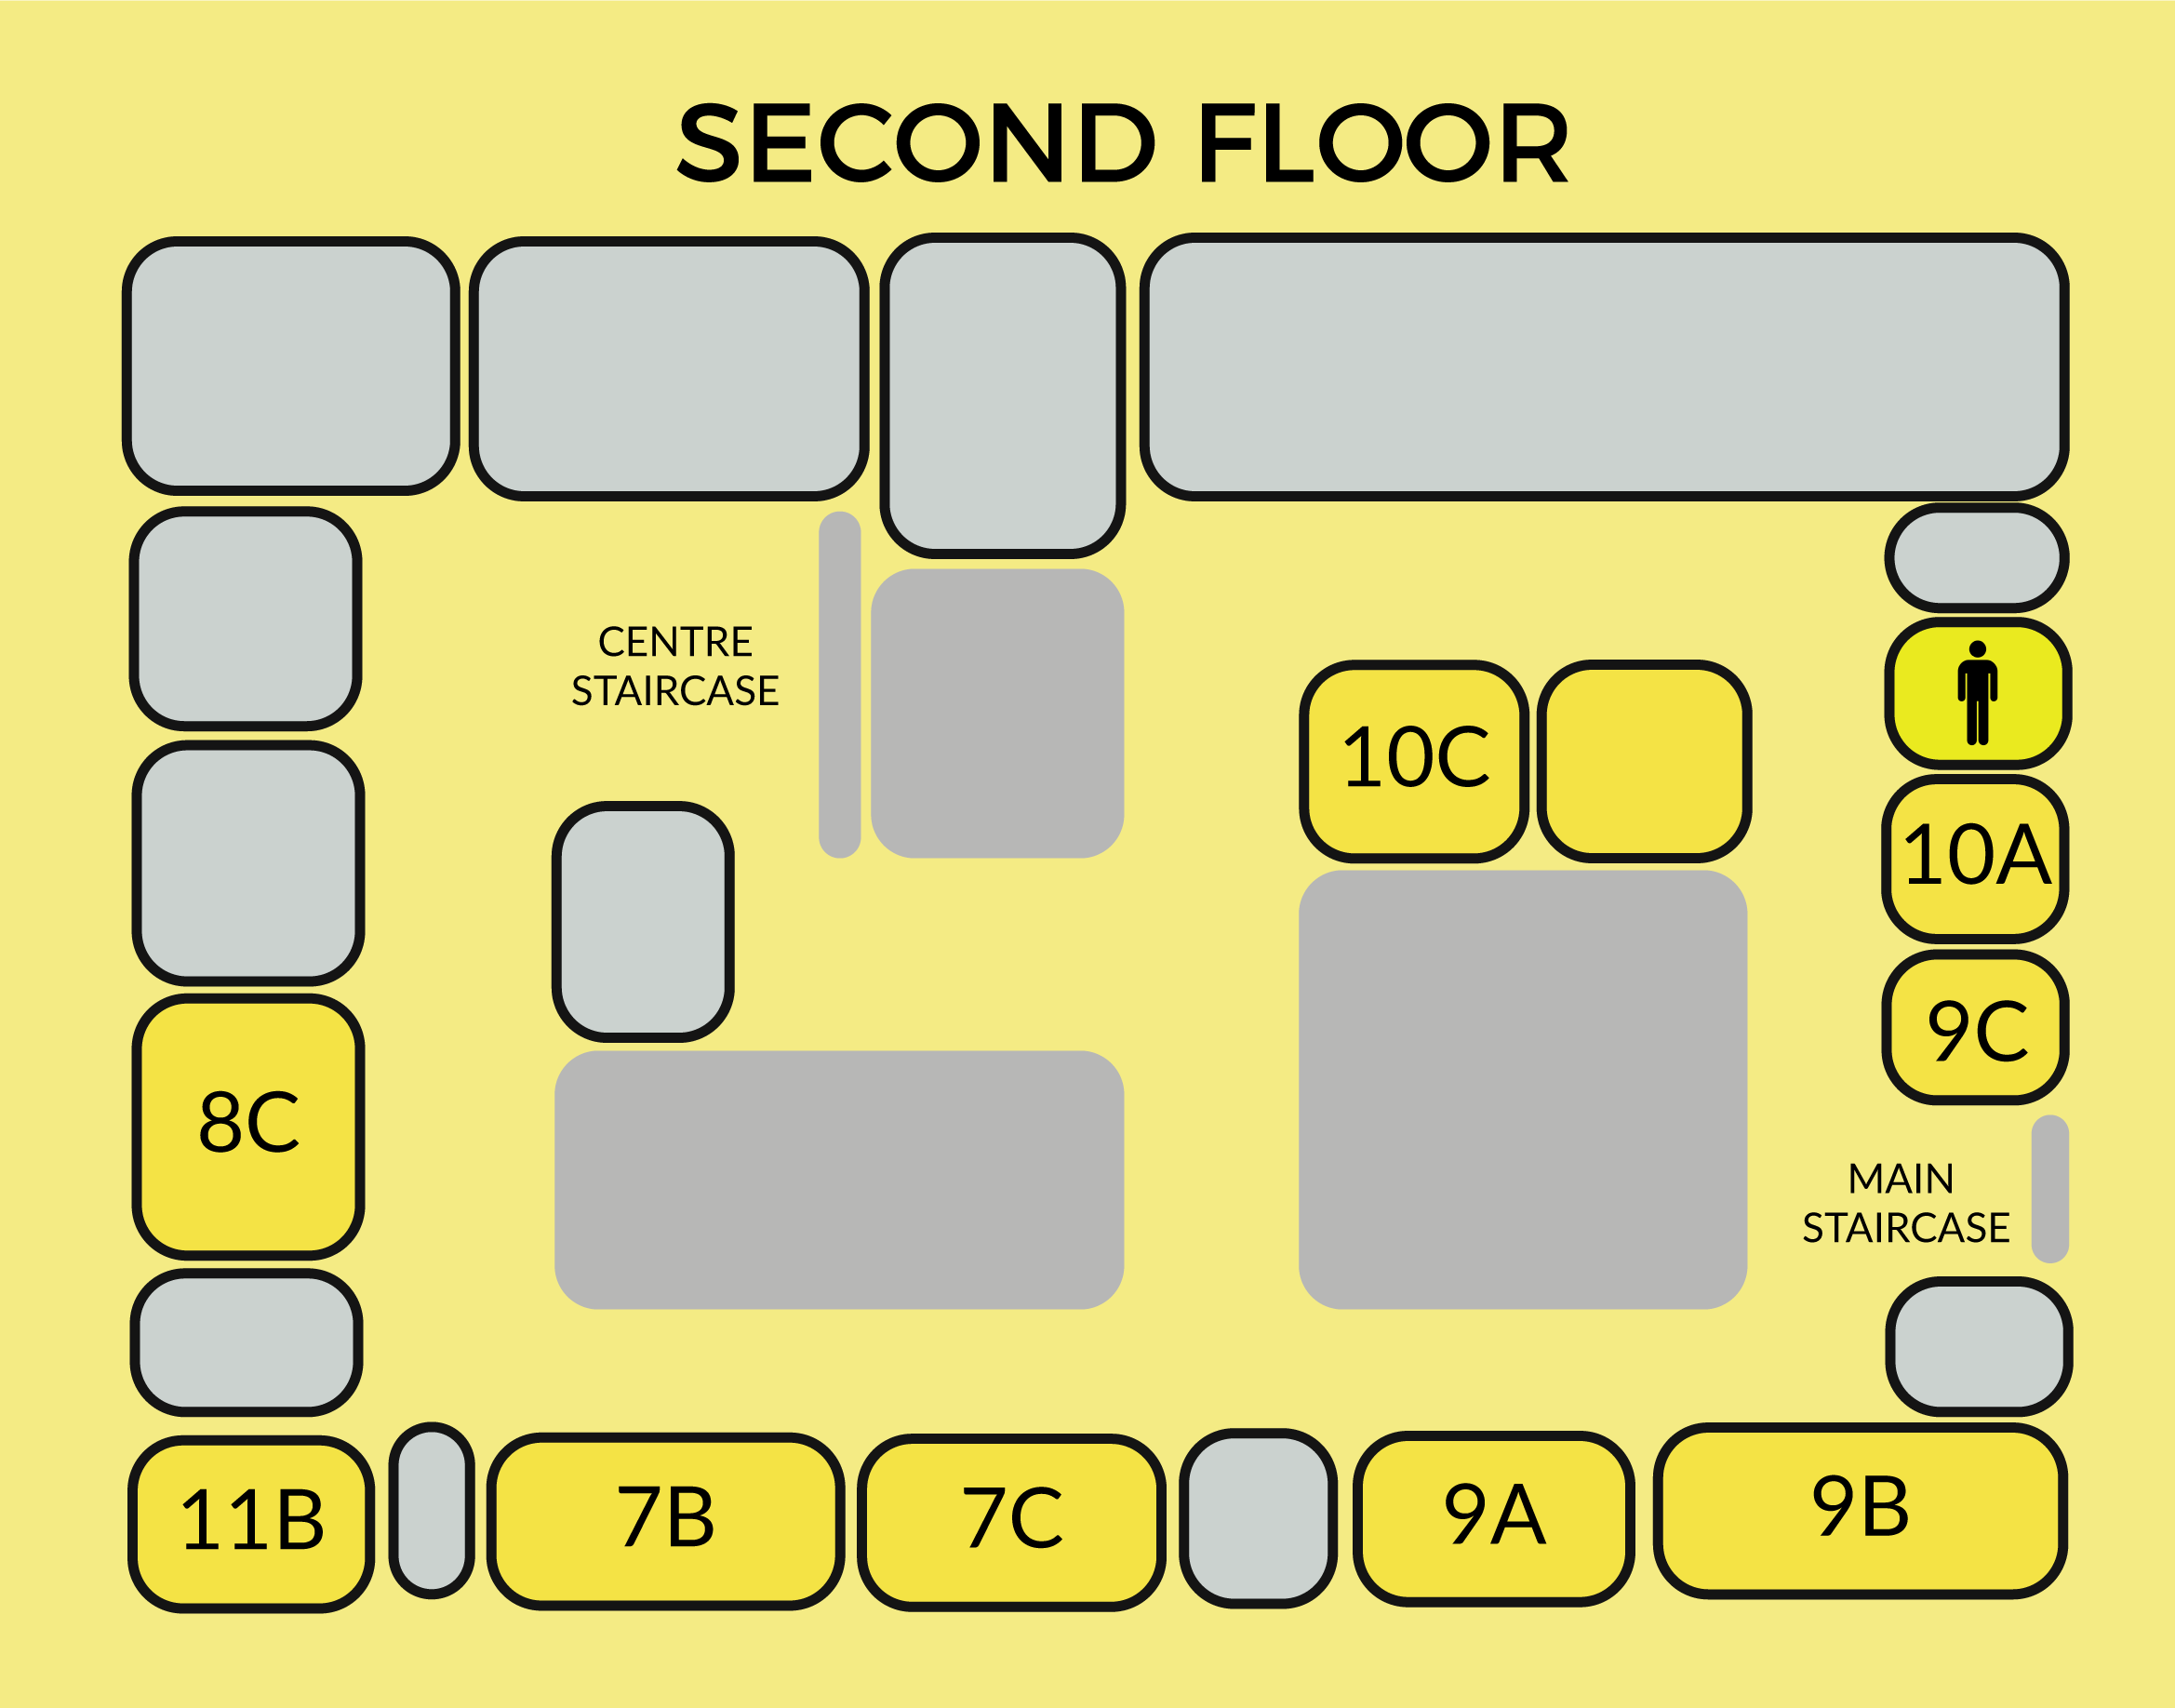 SECOND FLOOR
CENTRE
STAIRCASE
10C
10A
9C
8C
MAIN
STAIRCASE
11B
7B
7C
9A
9B